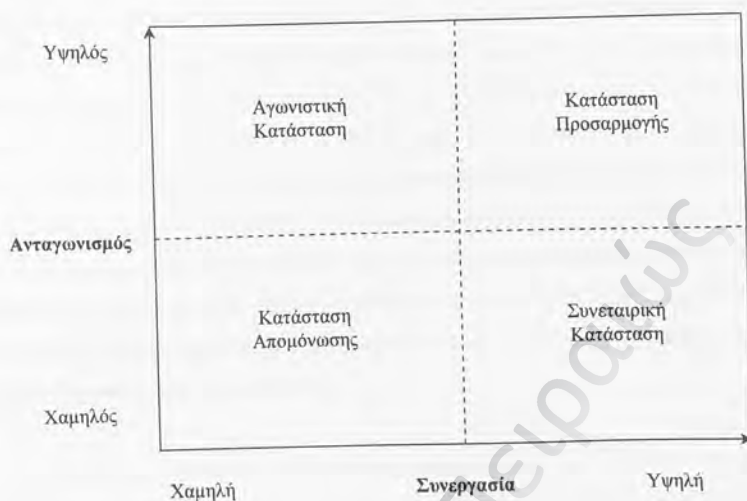 Υψηλός
Αγωνιστική
Κατάσταση
Κατάσταση
Προσαρμογής
Ανταγωνισμός
Κατάσταση
Απομόνωσης
Συνεταιρική
Κατάσταση
Χαμηλός
Χαμηλή
Συνεργασία
Υψηλή